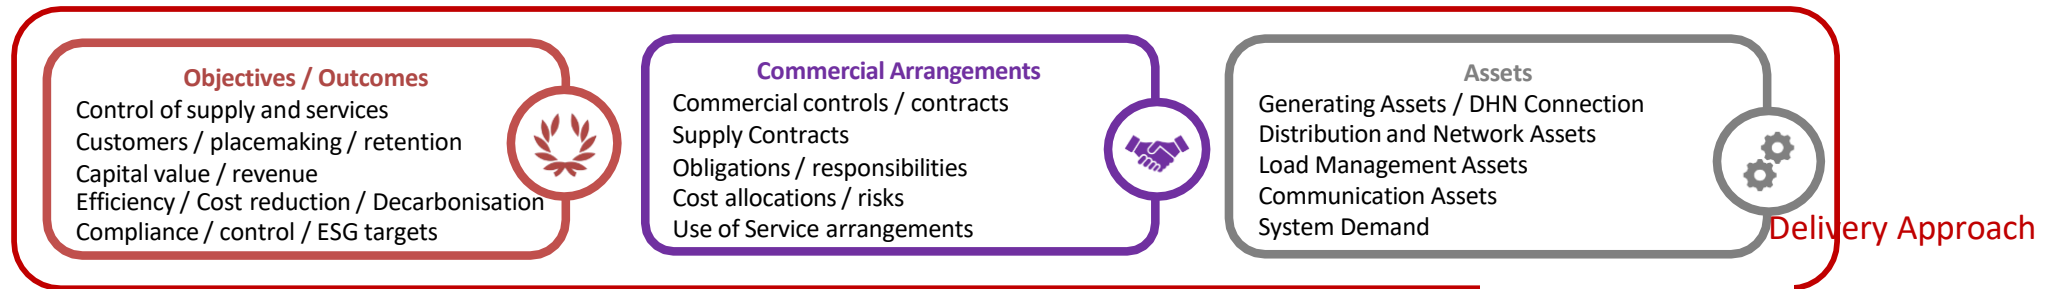 Objectives / Outcomes
Control of supply and services
Customers / placemaking / retention
Capital value / revenue
Efficiency / Cost reduction / Decarbonisation
Compliance / control / ESG targets
Commercial Arrangements
Commercial controls / contracts
Supply Contracts
Obligations / responsibilities
Cost allocations / risks
Use of Service arrangements
Assets
Generating Assets / DHN Connection
Distribution and Network Assets
Load Management Assets
Communication Assets
System Demand
Delivery Approach